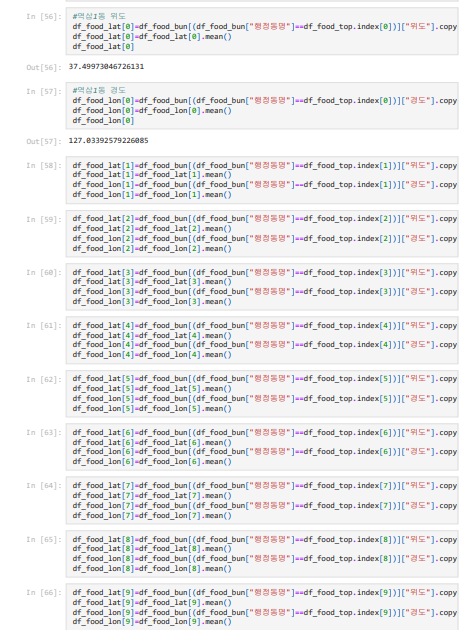 In [56]:
#역삼1동 위도
df_food_lat[0]=df_food_bun[(df_food_bun["행정동명"]==df_food_top.index[0])]["위도"].copy
df_food_lat[0]=df_food_lat[0].mean()
df_food_lat[0]
Out[56]: 37.49973046726131
In [57]:
#역삼1동 경도
df_food_lon[0]=df_food_bun[(df_food_bun["행정동명"]==df_food_top.index[0])]["경도"].copy
df_food_lon[0]=df_food_lon[0].mean()
df_food_lon[0]
Out[57]: 127.03392579226085
In [58]:
df_food_lat[1]=df_food_bun[(df_food_bun["행정동명"]==df_food_top.index[1])]["위도"].copy
df_food_lat[1]=df_food_lat[1].mean()
df_food_lon[1]=df_food_bun[(df_food_bun["행정동명"]==df_food_top.index[1])]["경도"].copy
df_food_lon[1]=df_food_lon[1].mean()
In [59]:
df_food_lat[2]=df_food_bun[(df_food_bun["행정동명"]==df_food_top.index[2])]["위도"].copy
df_food_lat[2]=df_food_lat[2].mean()
df_food_lon[2]=df_food_bun[(df_food_bun["행정동명"]==df_food_top.index[2])]["경도"].copy
df_food_lon[2]=df_food_lon[2].mean()
In [60]:
df_food_lat[3]=df_food_bun[(df_food_bun["행정동명"]==df_food_top.index[3])]["위도"].copy
df_food_lat[3]=df_food_lat[3].mean()
df_food_lon[3]=df_food_bun[(df_food_bun["행정동명"]==df_food_top.index[3])]["경도"].copy
df_food_lon[3]=df_food_lon[3].mean()
In [61]:
df_food_lat[4]=df_food_bun[(df_food_bun["행정동명"]==df_food_top.index[4])]["위도"].copy
df_food_lat[4]=df_food_lat[4].mean()
df_food_lon[4]=df_food_bun[(df_food_bun["행정동명"]==df_food_top.index[4])]["경도"].copy
df_food_lon[4]=df_food_lon[4].mean()
In [62]:
df_food_lat[5]=df_food_bun[(df_food_bun["행정동명"]==df_food_top.index[5])]["위도"].copy
df_food_lat[5]=df_food_lat[5].mean()
df_food_lon[5]=df_food_bun[(df_food_bun["행정동명"]==df_food_top.index[5])]["경도"].copy
df_food_lon[5]=df_food_lon[5].mean()
In [63]:
df_food_lat[6]=df_food_bun[(df_food_bun["행정동명"]==df_food_top.index[6])]["위도"].copy
df_food_lat[6]=df_food_lat[6].mean()
df_food_lon[6]=df_food_bun[(df_food_bun["행정동명"]==df_food_top.index[6])]["경도"].copy
df_food_lon[6]=df_food_lon[6].mean()
In [64]:
df_food_lat[7]=df_food_bun[(df_food_bun["행정동명"]==df_food_top.index[7])]["위도"].copy
df_food_lat[7]=df_food_lat[7].mean()
df_food_lon[7]=df_food_bun[(df_food_bun["행정동명"]==df_food_top.index[7])]["경도"].copy
df_food_lon[7]=df_food_lon[7].mean()
In [65]:
df_food_lat[8]=df_food_bun[(df_food_bun["행정동명"]==df_food_top.index[8])]["위도"].copy
df_food_lat[8]=df_food_lat[8].mean()
df_food_lon[8]=df_food_bun[(df_food_bun["행정동명"]==df_food_top.index[8])]["경도"].copy
df_food_lon[8]=df_food_lon[8].mean()
In [66]:
df_food_lat[9]=df_food_bun[(df_food_bun["행정동명"]==df_food_top.index[9])]["위도"].copy
df_food_lat[9]=df_food_lat[9].mean()
df_food_lon[9]=df_food_bun[(df_food_bun["행정동명"]==df_food_top.index[9])]["경도"].copy
df_food_lon[9]=df_food_lon[9].mean()